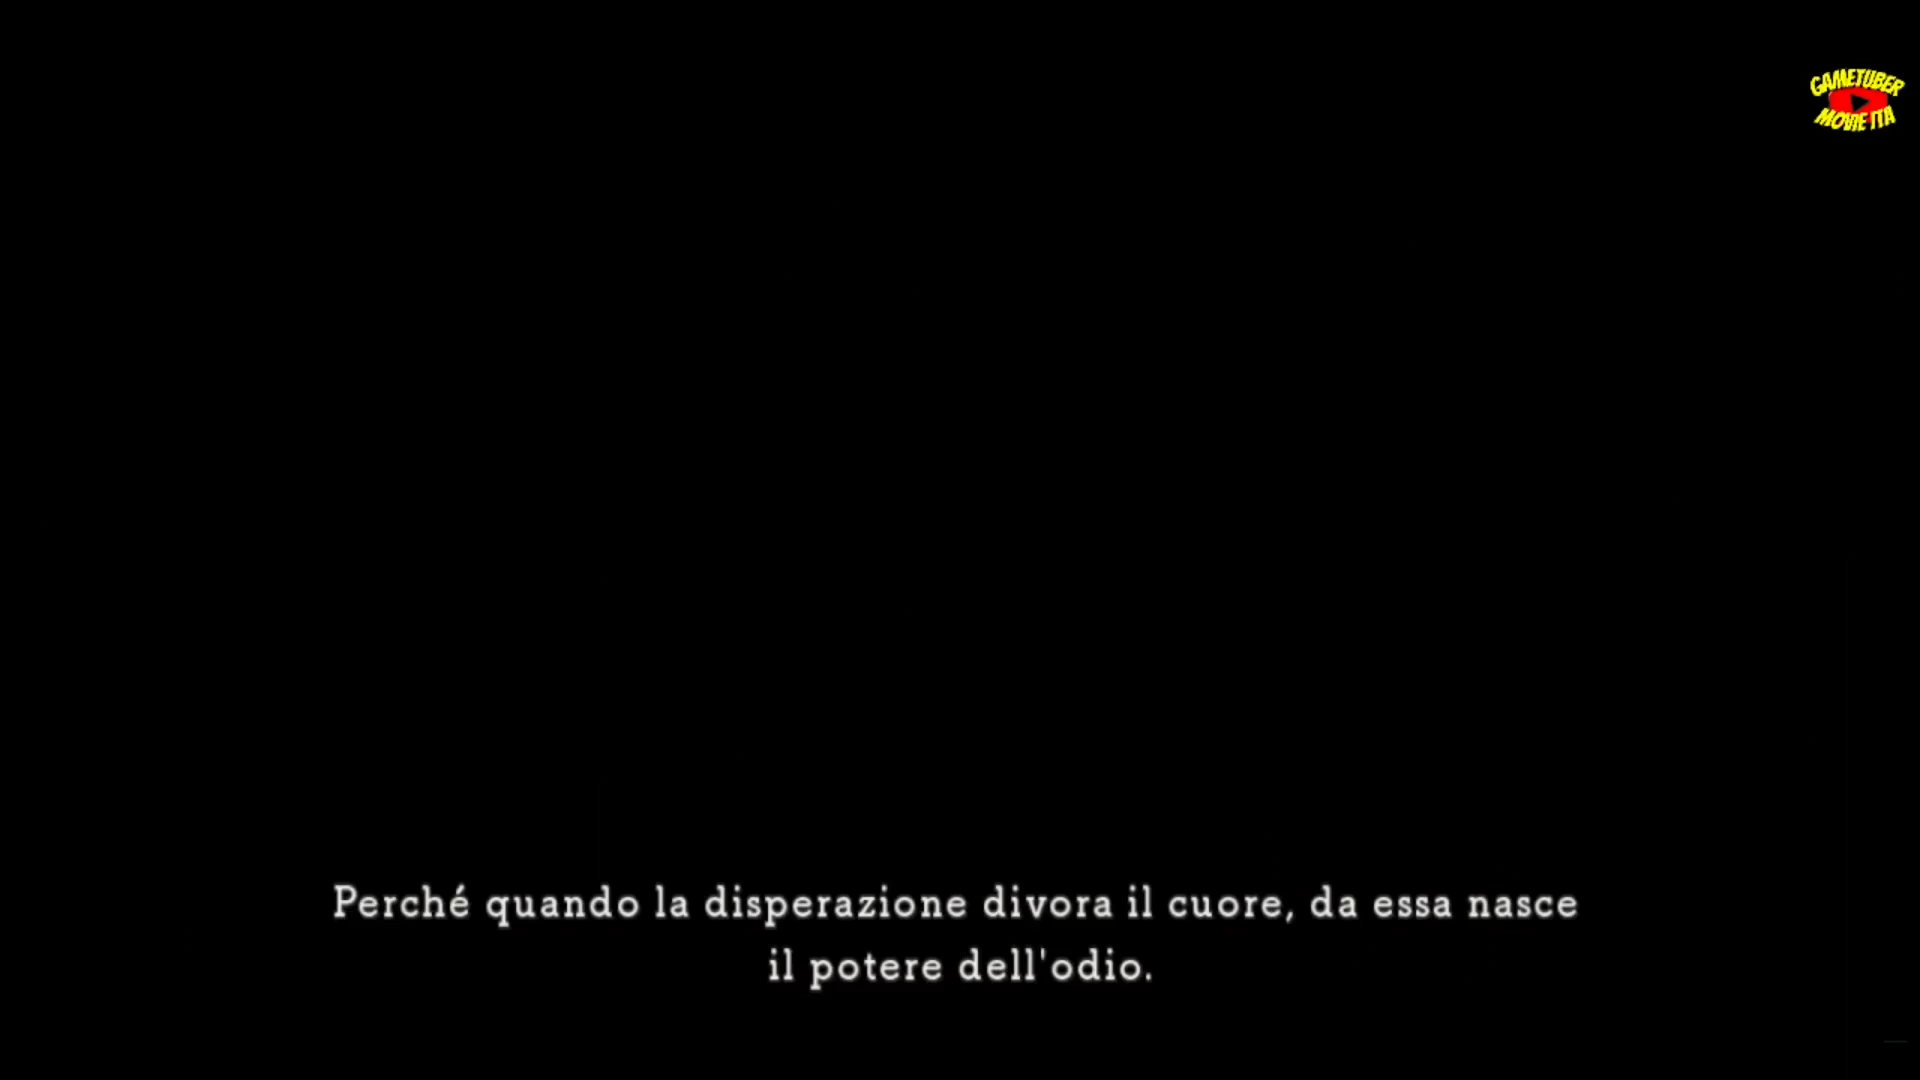 GAMETUBER
MOVIE ITA
Perché quando la disperazione divora il cuore, da essa nasce
il potere dell'odio.